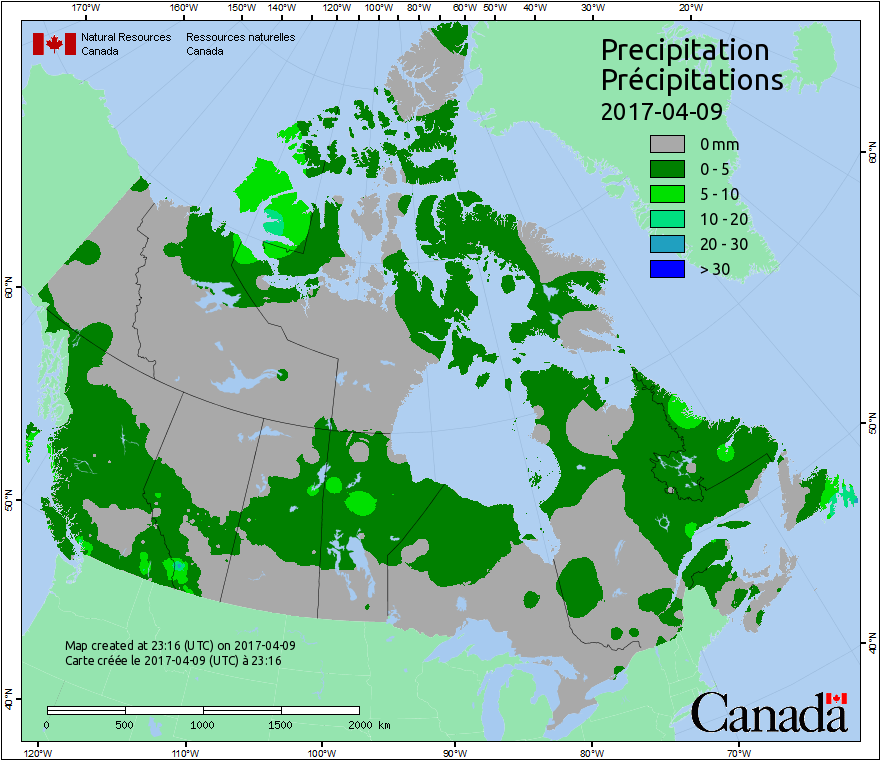 170°W 160°W 150°W 140°W 120°W 100°W 80°W 60°W 50°W 40°W 30°W 20°W
Natural Resources Ressources naturelles
Canada Canada
Precipitation
Précipitations
2017-04-09
0 mm
0 - 5
5 - 10
10 - 20
20 - 30
> 30
60°N
60°N
50°N
50°N
40°N
40°N
Map created at 23:16 (UTC) on 2017-04-09
Carte créée le 2017-04-09 (UTC) à 23:16
0 500 1000 1500 2000 km
Canada
120°W 110°W 100°W 90°W 80°W 70°W